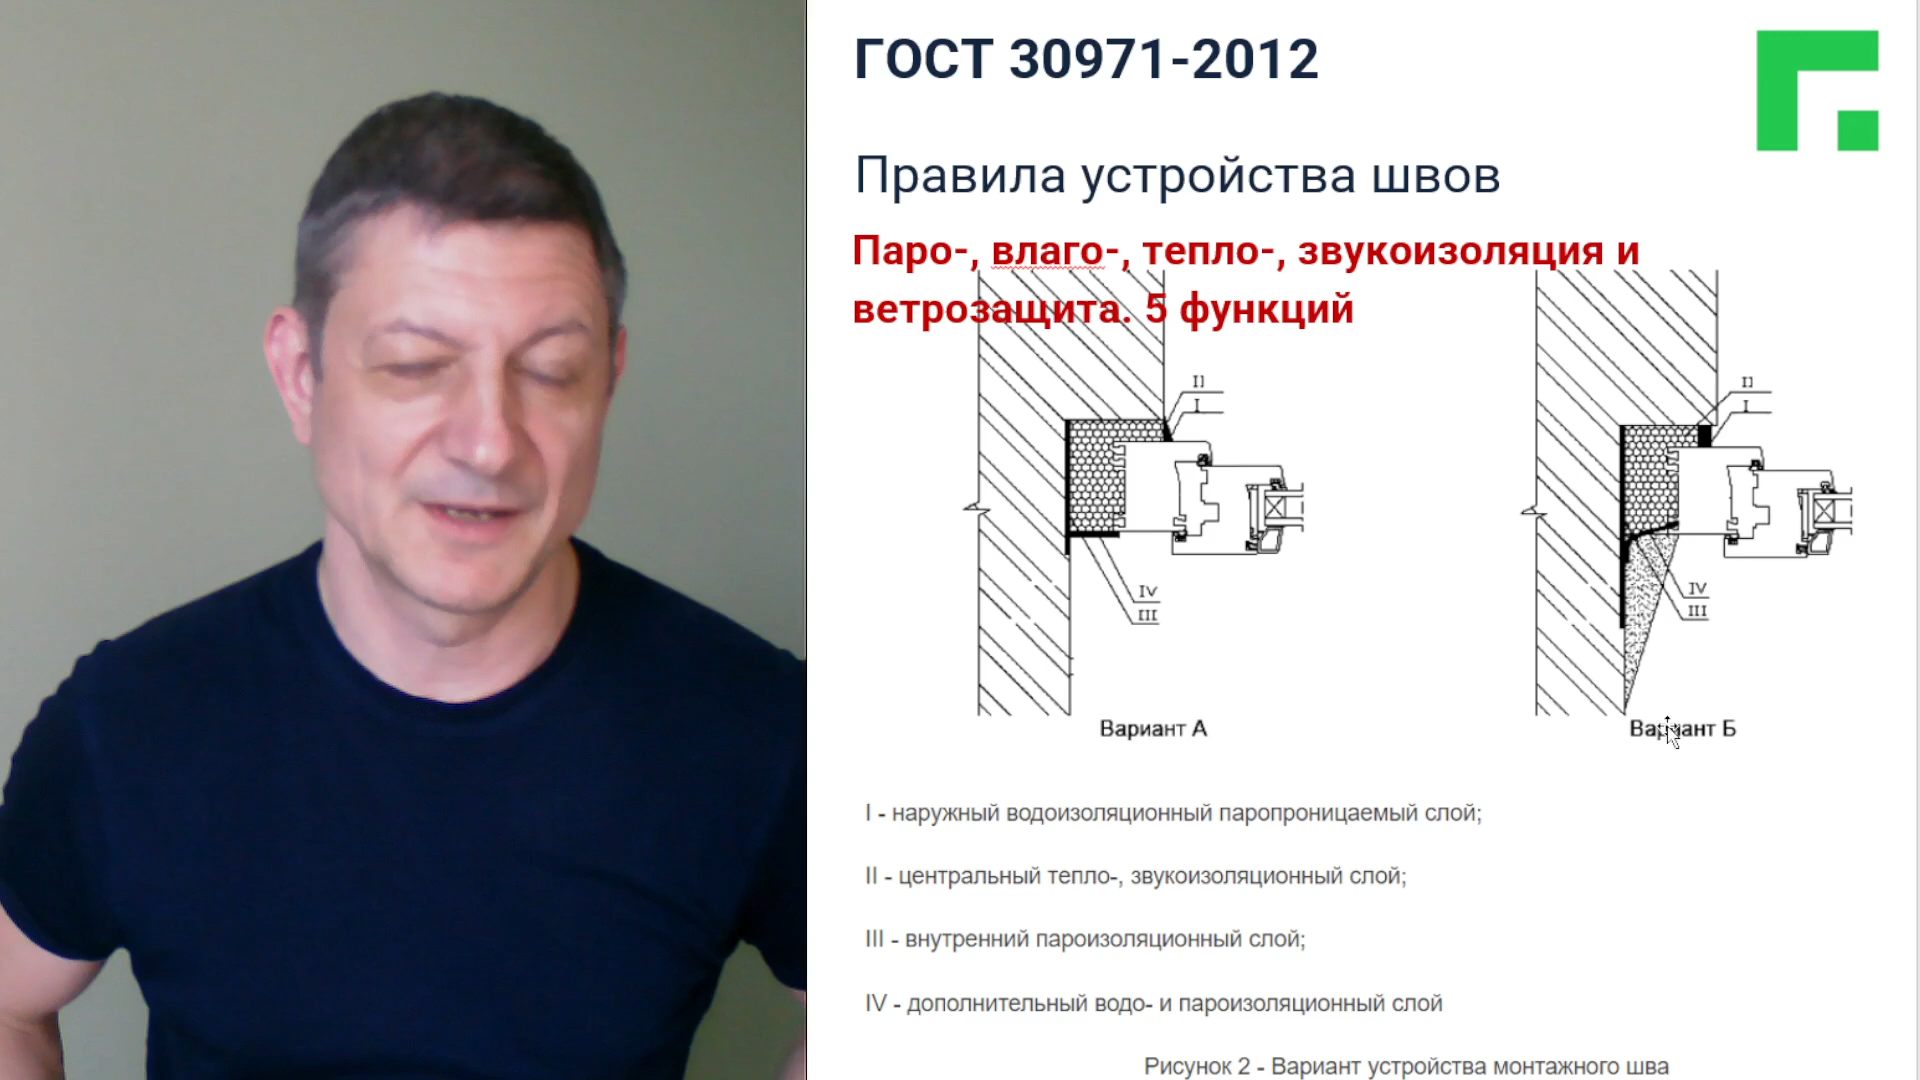 ГОСТ 30971-2012
Правила устройства швов
Паро-, влаго-, тепло-, звукоизоляция и
ветрозащита. 5 функций
II
I
II
I
IV
III
IV
III
Вариант А
Вариант Б
I - наружный водоизоляционный паропроницаемый слой;
II - центральный тепло-, звукоизоляционный слой;
III - внутренний пароизоляционный слой;
IV - дополнительный водо- и пароизоляционный слой
Рисунок 2 - Вариант устройства монтажного шва